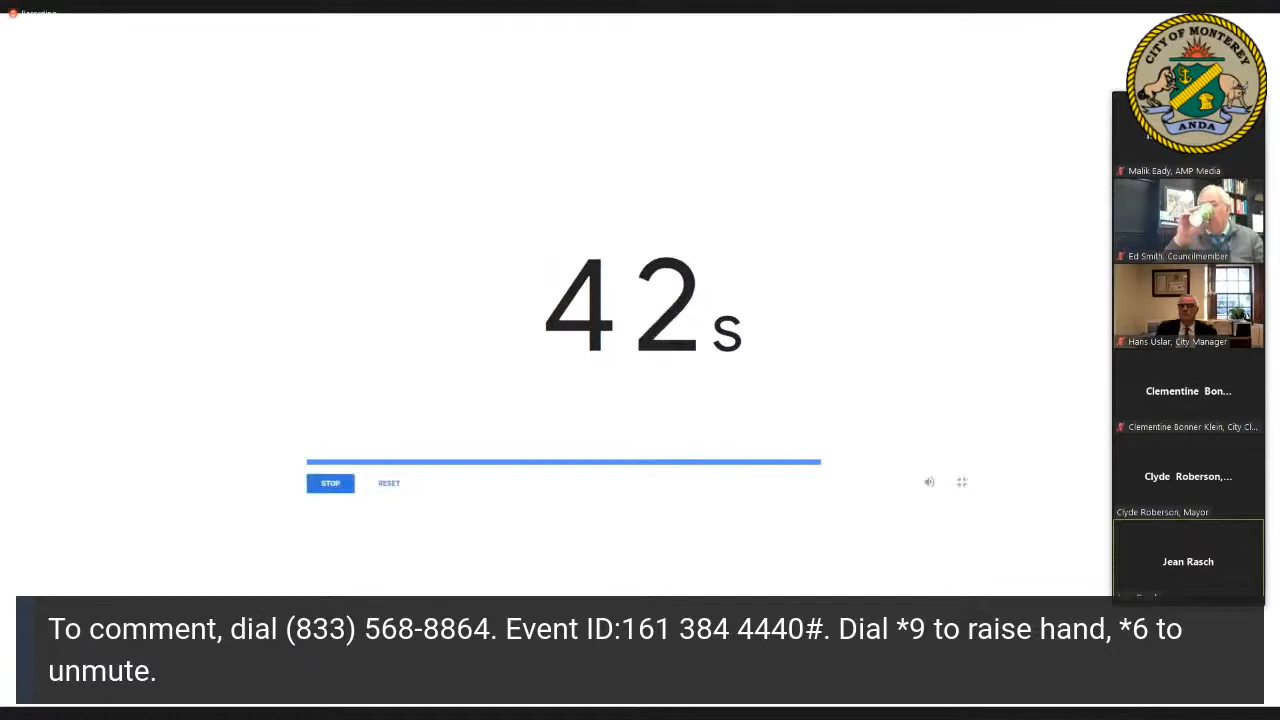 Recording
CITY OF MONTEREY
ANDA
Malik Eady, AMP Media
Ed Smith, Councilmember
Hans Uslar, City Manager
Clementine Bon...
Clementine Bonner Klein, City Cl...
Clyde Roberson,...
Clyde Roberson, Mayor
Jean Rasch
42s
STOP
RESET
To comment, dial (833) 568-8864. Event ID:161 384 4440#. Dial *9 to raise hand, *6 to
unmute.